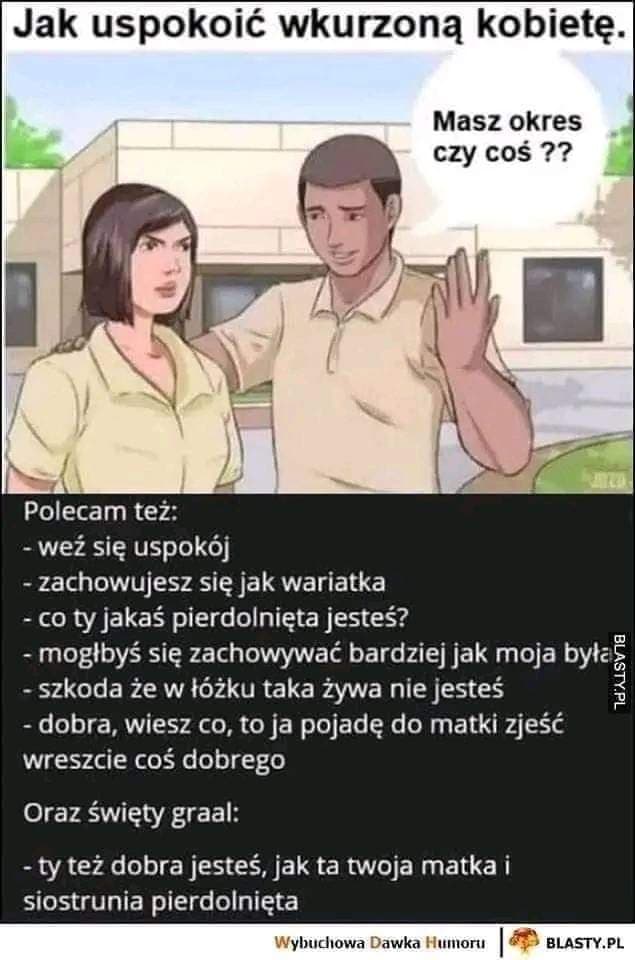 Jak uspokoić wkurzoną kobietę.
Masz okres
czy coś ??
Polecam też:
- weź się uspokój
- zachowujesz się jak wariatka
- co ty jakaś pierdolnięta jesteś?
- mogłbyś się zachowywać bardziej jak moja była
- szkoda że w łóżku taka żywa nie jesteś
- dobra, wiesz co, to ja pojadę do matki zjeść
wreszcie coś dobrego
Oraz święty graal:
- ty też dobra jesteś, jak ta twoja matka i
siostrunia pierdolnięta
BLASTY.PL
Wybuchowa Dawka Humoru
BLASTY.PL